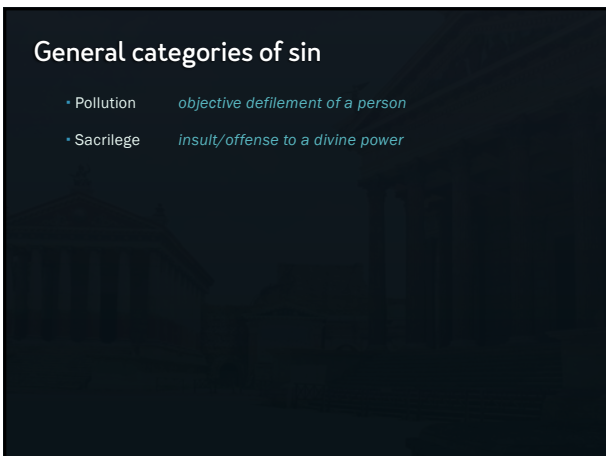 General categories of sin
• Pollution objective defilement of a person
• Sacrilege insult/offense to a divine power